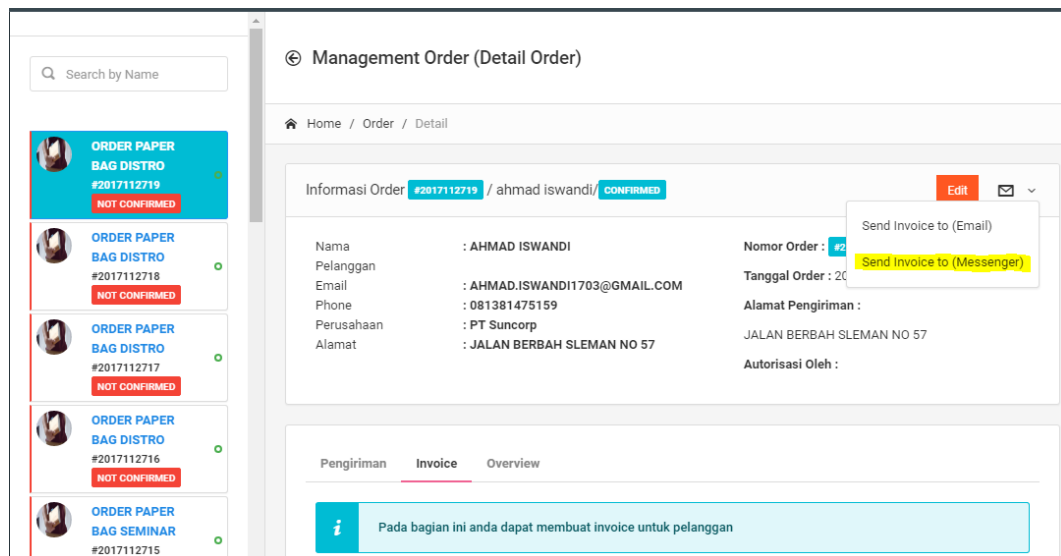 Search by Name
ORDER PAPER
BAG DISTRO
#2017112719
NOT CONFIRMED
ORDER PAPER
BAG DISTRO
#2017112718
NOT CONFIRMED
ORDER PAPER
BAG DISTRO
#2017112717
NOT CONFIRMED
ORDER PAPER
BAG DISTRO
#2017112716
NOT CONFIRMED
ORDER PAPER
BAG SEMINAR
#2017112715
Management Order (Detail Order)
Home / Order / Detail
Informasi Order #2017112719 / ahmad iswandi/ CONFIRMED
Edit
Send Invoice to (Email)
Send Invoice to (Messenger)
Nama Pelanggan : AHMAD ISWANDI
Email : AHMAD.ISWANDI1703@GMAIL.COM
Phone : 081381475159
Perusahaan : PT Suncorp
Alamat : JALAN BERBAH SLEMAN NO 57
Nomor Order : #2
Tanggal Order : 20
Alamat Pengiriman :
JALAN BERBAH SLEMAN NO 57
Autorisasi Oleh :
Pengiriman Invoice Overview
i Pada bagian ini anda dapat membuat invoice untuk pelanggan